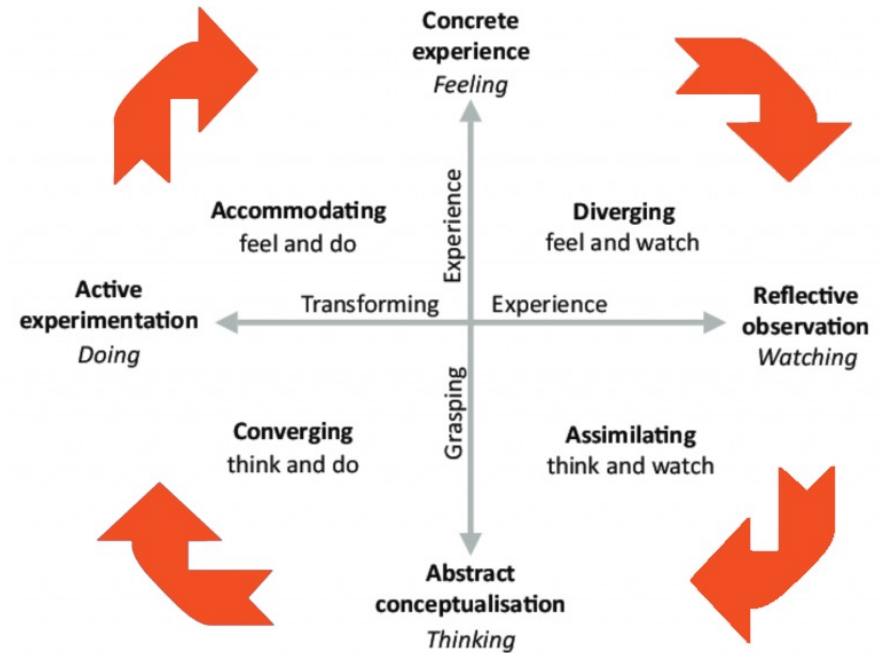 Concrete
experience
Feeling
Experience
Accommodating
feel and do
Diverging
feel and watch
Active
experimentation
Doing
Transforming
Experience
Reflective
observation
Watching
Grasping
Converging
think and do
Assimilating
think and watch
Abstract
conceptualisation
Thinking